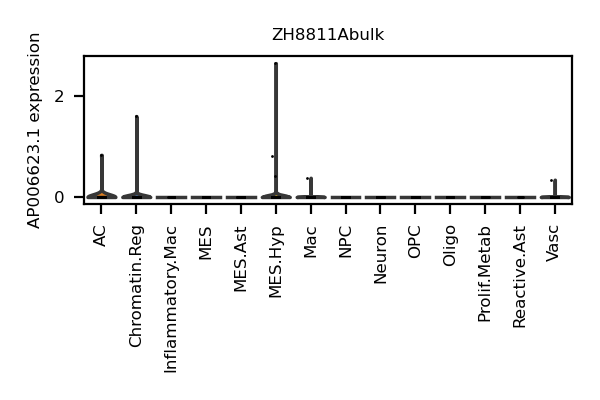 ZH8811Abulk
AP006623.1 expression
2
0
AC
Chromatin.Reg
Inflammatory.Mac
MES
MES.Ast
MES.Hyp
Mac
NPC
Neuron
OPC
Oligo
Prolif.Metab
Reactive.Ast
Vasc